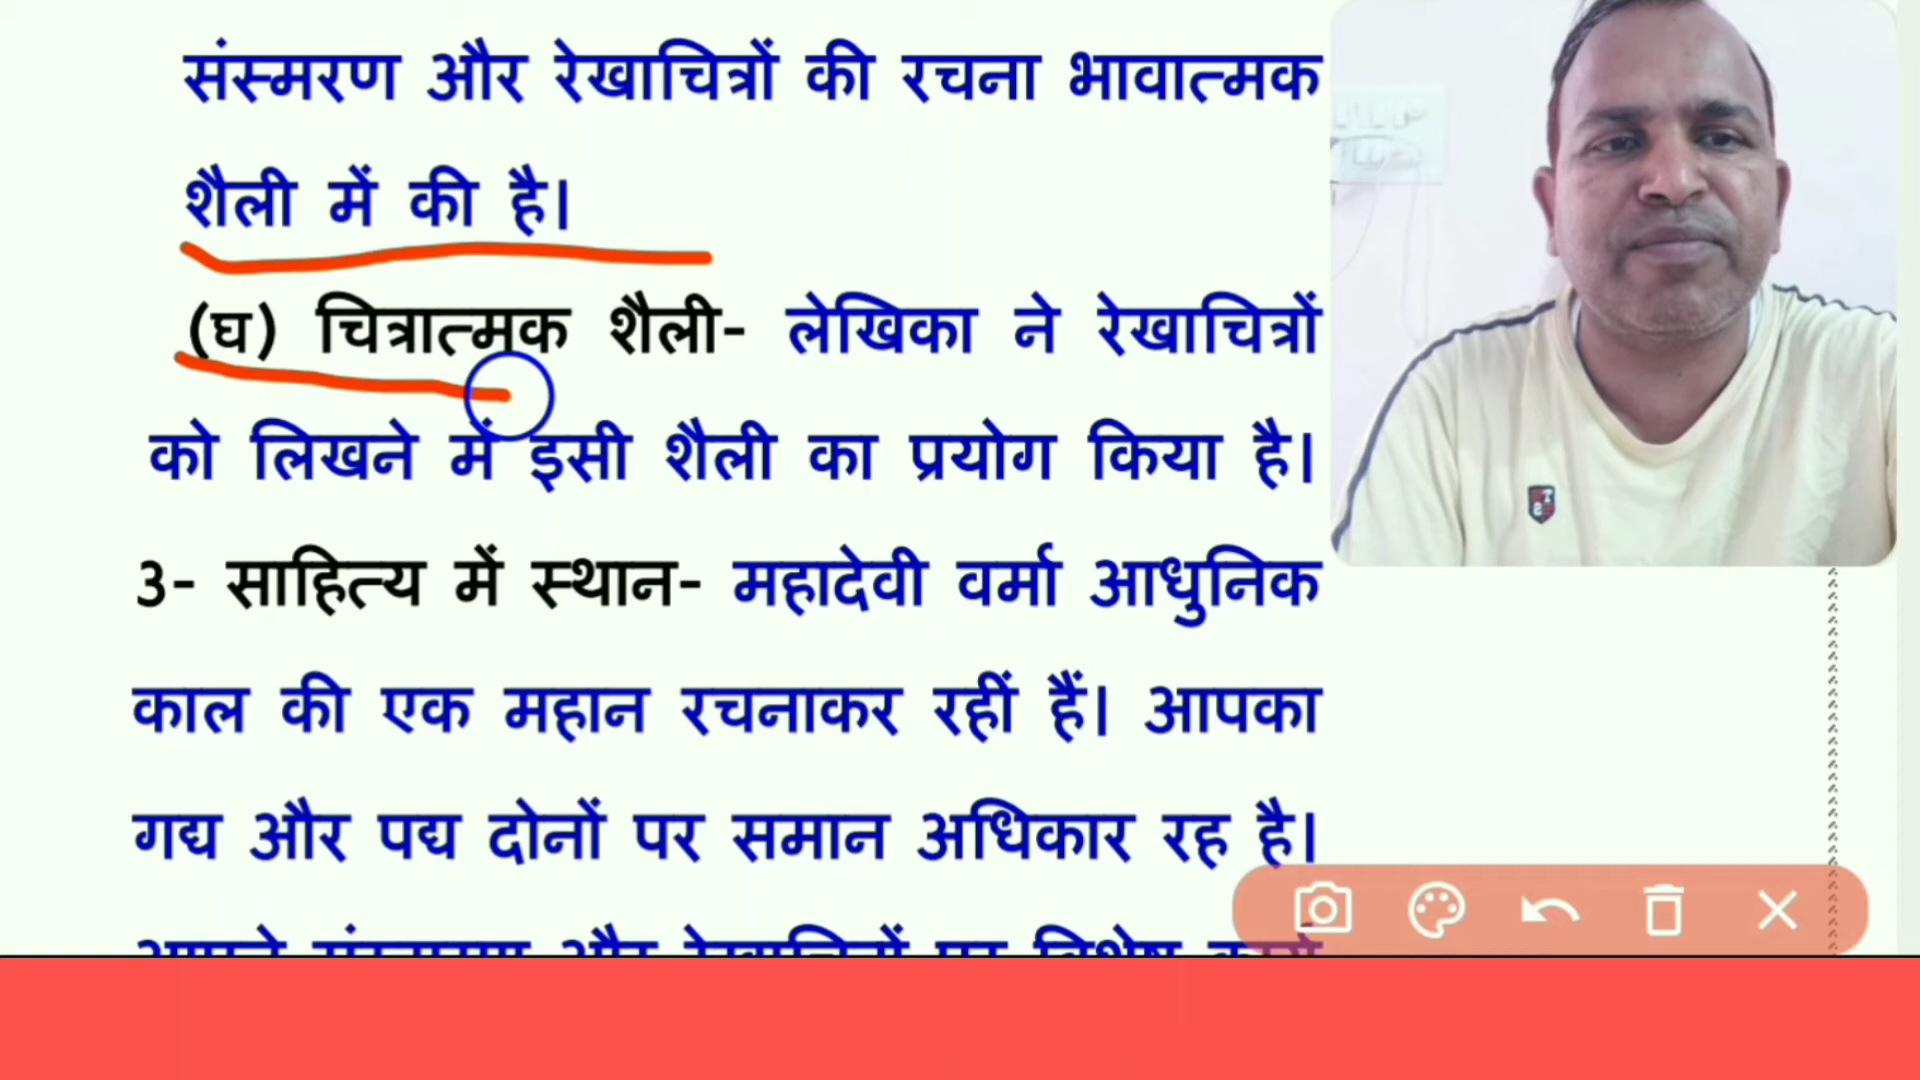 संस्मरण और रेखाचित्रों की रचना भावात्मक
शैली में की है।
(घ) चित्रात्मक शैली- लेखिका ने रेखाचित्रों
को लिखने में इसी शैली का प्रयोग किया है।
3- साहित्य में स्थान- महादेवी वर्मा आधुनिक
काल की एक महान रचनाकर रहीं हैं। आपका
गद्य और पद्य दोनों पर समान अधिकार रह है।